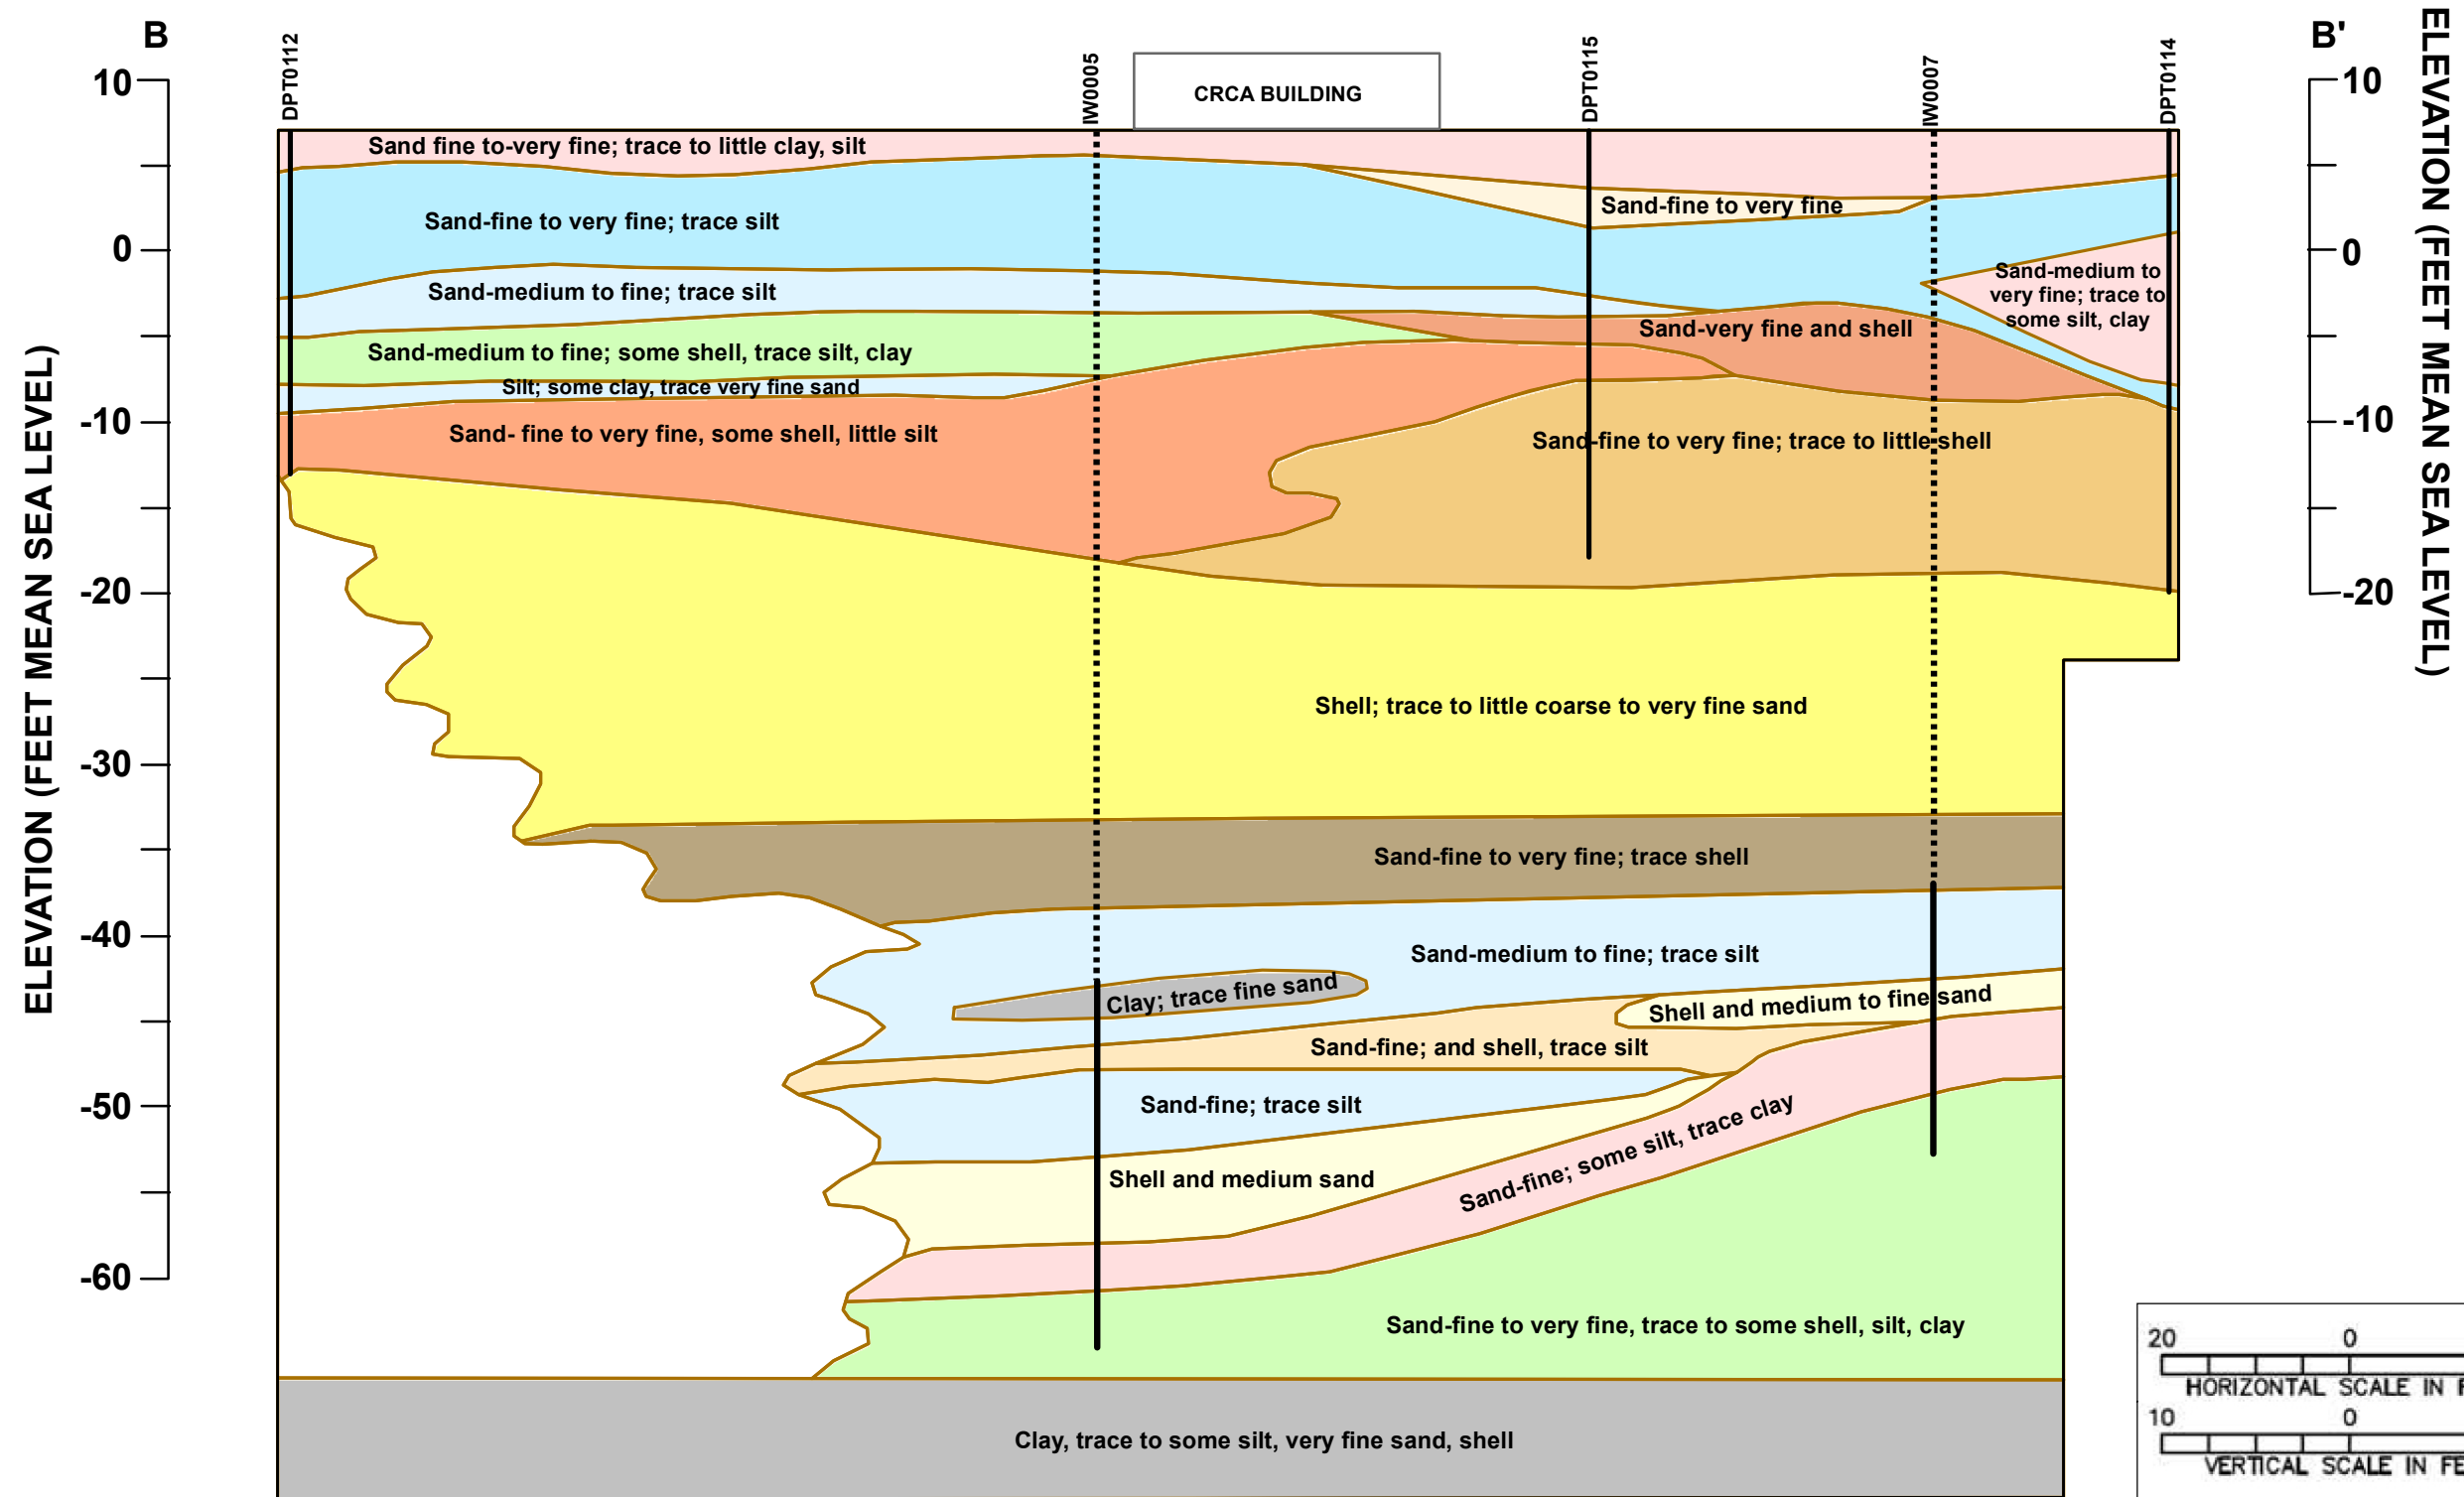 B
B'
DPT0112
IW0005
CRCA BUILDING
DPT0115
IW0007
DPT0114
ELEVATION (FEET MEAN SEA LEVEL)
10
0
-10
-20
-30
-40
-50
-60
10
0
-10
-20
ELEVATION (FEET MEAN SEA LEVEL)
Sand fine to-very fine; trace to little clay, silt
Sand-fine to very fine
Sand-fine to very fine; trace silt
Sand-medium to
very fine; trace to
some silt, clay
Sand-medium to fine; trace silt
Sand-very fine and shell
Sand-medium to fine; some shell, trace silt, clay
Silt; some clay, trace very fine sand
Sand- fine to very fine, some shell, little silt
Sand-fine to very fine; trace to little shell
Shell; trace to little coarse to very fine sand
Sand-fine to very fine; trace shell
Sand-medium to fine; trace silt
Clay; trace fine sand
Shell and medium to fine sand
Sand-fine; and shell, trace silt
Sand-fine; trace silt
Sand-fine; some silt, trace clay
Shell and medium sand
Sand-fine to very fine, trace to some shell, silt, clay
Clay, trace to some silt, very fine sand, shell
20 0
HORIZONTAL SCALE IN
10 0
VERTICAL SCALE IN